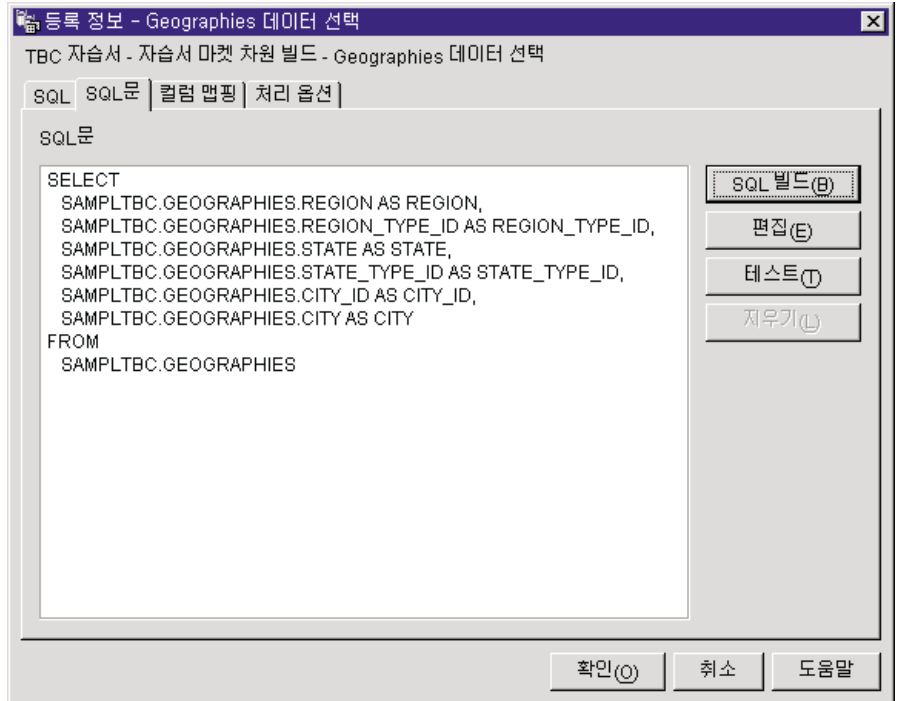 등록 정보 - Geographies 데이터 선택
TBC 자습서 - 자습서 마켓 차원 빌드 - Geographies 데이터 선택
SQL SQL문 컬럼 맵핑 처리 옵션
SQL문
SELECT
SAMPLTBC.GEOGRAPHIES.REGION AS REGION,
SAMPLTBC.GEOGRAPHIES.REGION_TYPE_ID AS REGION_TYPE_ID,
SAMPLTBC.GEOGRAPHIES.STATE AS STATE,
SAMPLTBC.GEOGRAPHIES.STATE_TYPE_ID AS STATE_TYPE_ID,
SAMPLTBC.GEOGRAPHIES.CITY_ID AS CITY_ID,
SAMPLTBC.GEOGRAPHIES.CITY AS CITY
FROM
SAMPLTBC.GEOGRAPHIES
SQL 빌드(B)
편집(E)
테스트(T)
지우기(L)
확인(O) 취소 도움말